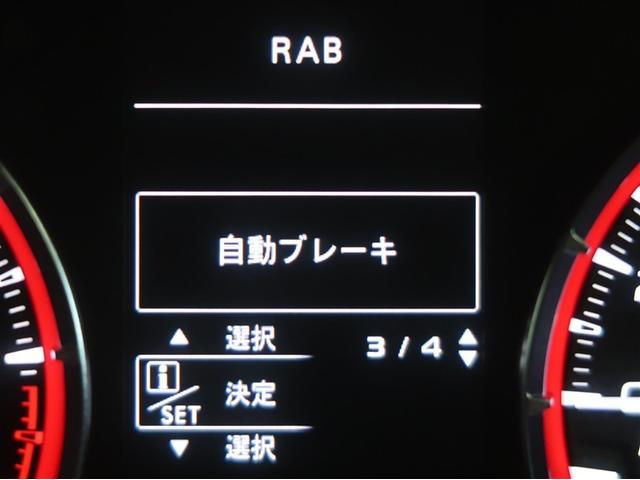 RAB
自動ブレーキ
▲ 選択 3/4
i/SET 決定
▼ 選択